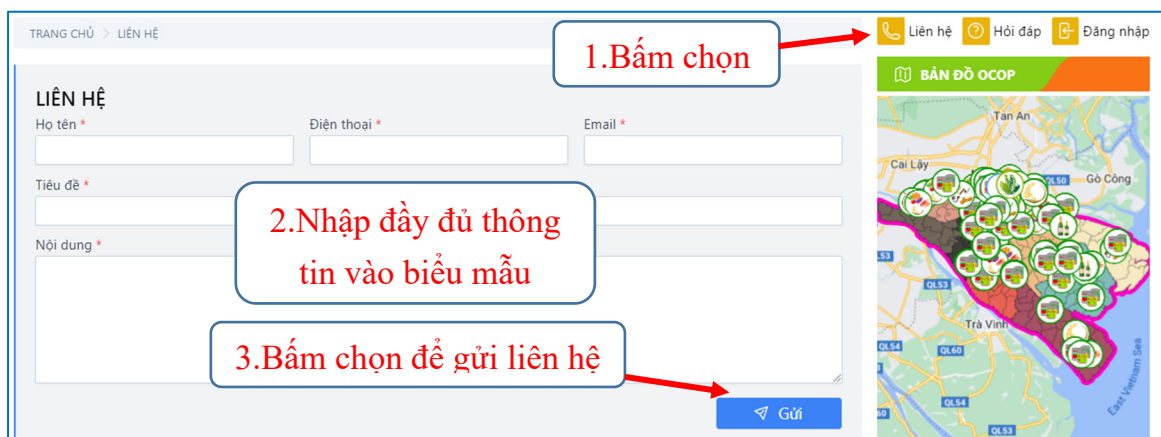 TRANG CHỦ > LIÊN HỆ
1.Bấm chọn
Liên hệ
Hỏi đáp
Đăng nhập
BẢN ĐỒ OCOP
LIÊN HỆ
Họ tên *
Điện thoại *
Email *
Tiêu đề *
2.Nhập đầy đủ thông
tin vào biểu mẫu
Nội dung *
3.Bấm chọn để gửi liên hệ
Gửi
Tan An
Cai Lậy
QL50
Gò Công
.53
QL53
Trà Vinh
QL54
QL60
East Vietnam Sea
QL54
60
QL53